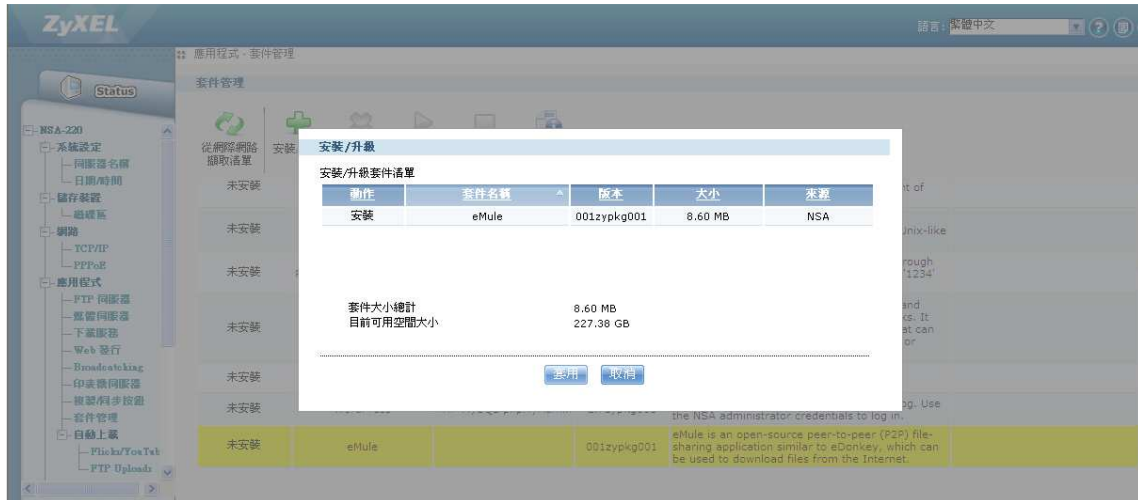 ZyXEL
語言: 繁體中文
應用程式 - 套件管理
Status
套件管理
從網際網路
擷取清單
安裝/
NSA-220
系統設定
伺服器名稱
日期/時間
儲存裝置
磁碟區
網路
TCP/IP
PPPoE
應用程式
FTP 伺服器
媒體伺服器
下載服務
Web 發行
Broadcatching
印表機伺服器
複製/同步按鈕
套件管理
自動上載
Flickr/YouTub
FTP Uploads
安裝/升級
安裝/升級套件清單
動作 套件名稱 版本 大小 來源
安裝 eMule 001zypkg001 8.60 MB NSA
套件大小總計 8.60 MB
目前可用空間大小 227.38 GB
套用 取消
未安裝 nt of
未安裝 Unix-like
未安裝 rough
'1234'
未安裝 and
ks. It
at can
or
未安裝
未安裝 og. Use
the NSA administrator credentials to log in.
未安裝 eMule 001zypkg001 eMule is an open-source peer-to-peer (P2P) file-
sharing application similar to eDonkey, which can
be used to download files from the Internet.